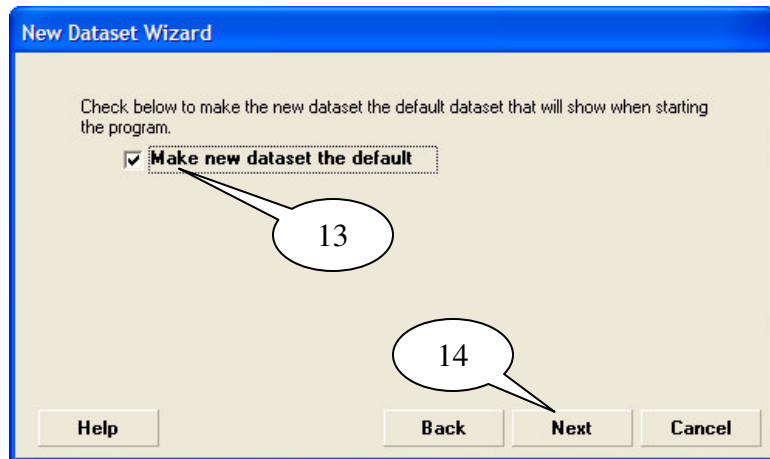 New Dataset Wizard
Check below to make the new dataset the default dataset that will show when starting
the program.
Make new dataset the default
13
14
Help Back Next Cancel